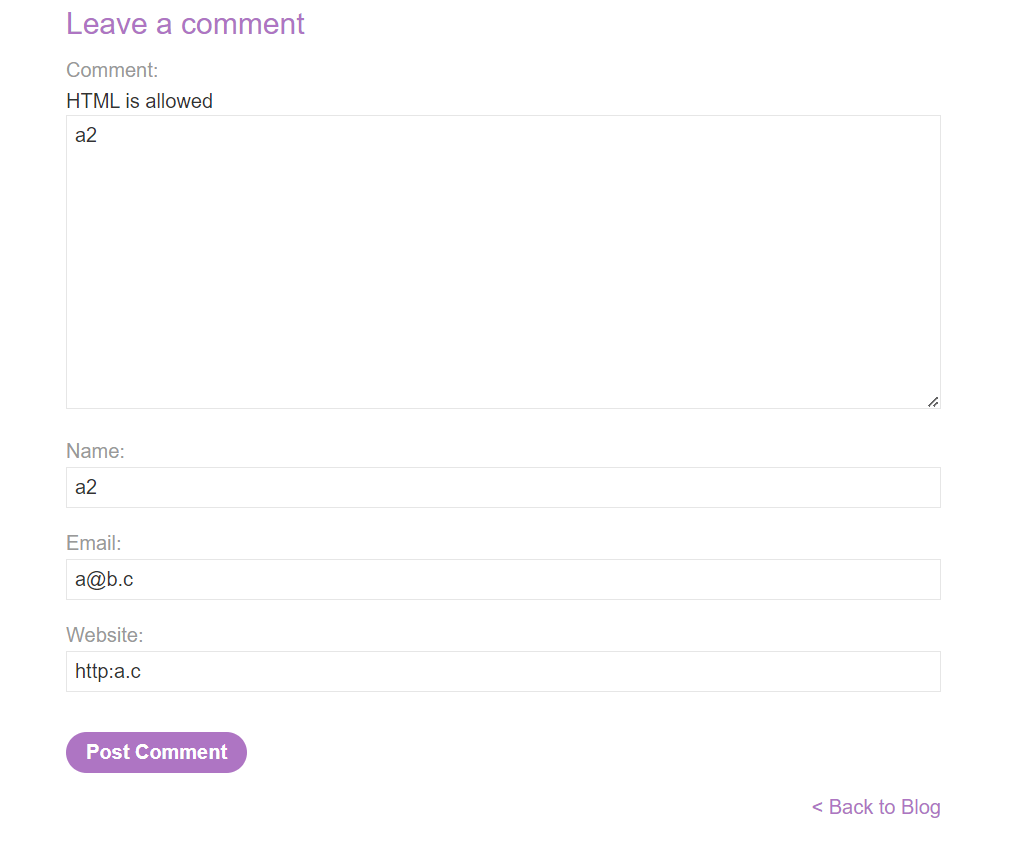 Leave a comment
Comment:
HTML is allowed
a2
Name:
a2
Email:
a@b.c
Website:
http:a.c
Post Comment
< Back to Blog